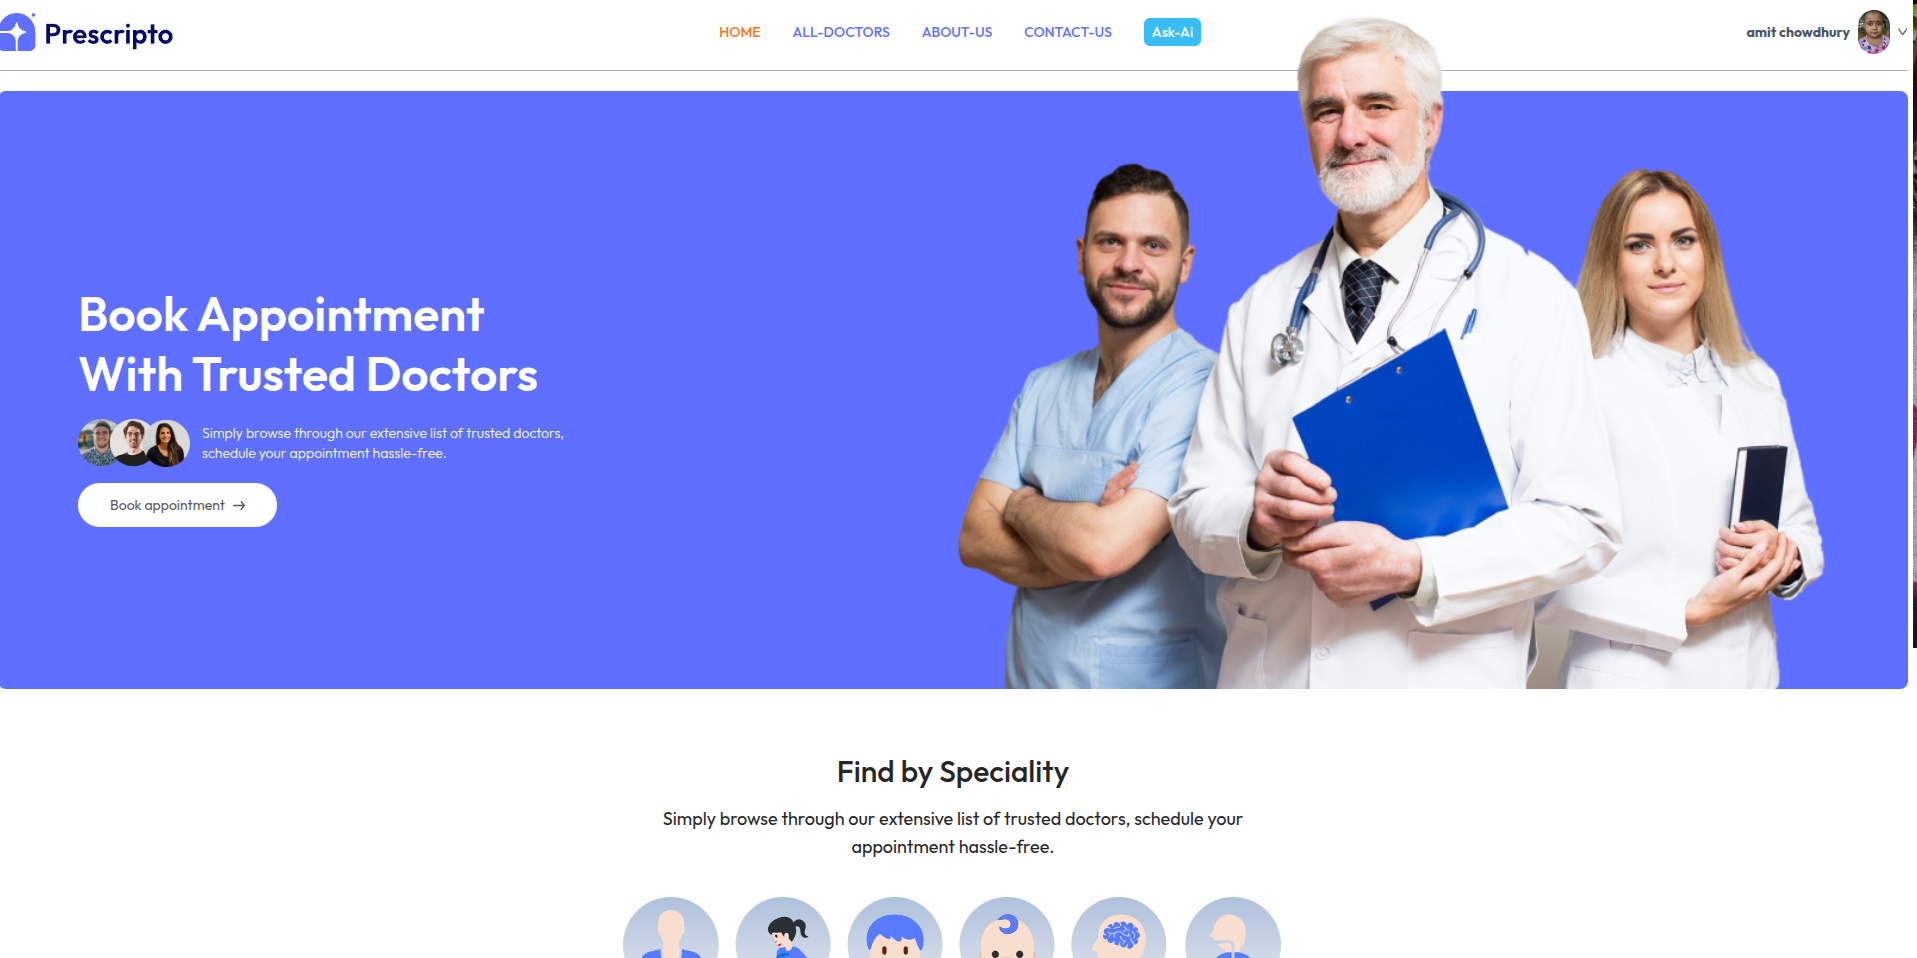 Prescripto
HOME
ALL-DOCTORS
ABOUT-US
CONTACT-US
Ask-Ai
amit chowdhury
Book Appointment
With Trusted Doctors
Simply browse through our extensive list of trusted doctors,
schedule your appointment hassle-free.
Book appointment →
Find by Speciality
Simply browse through our extensive list of trusted doctors, schedule your
appointment hassle-free.